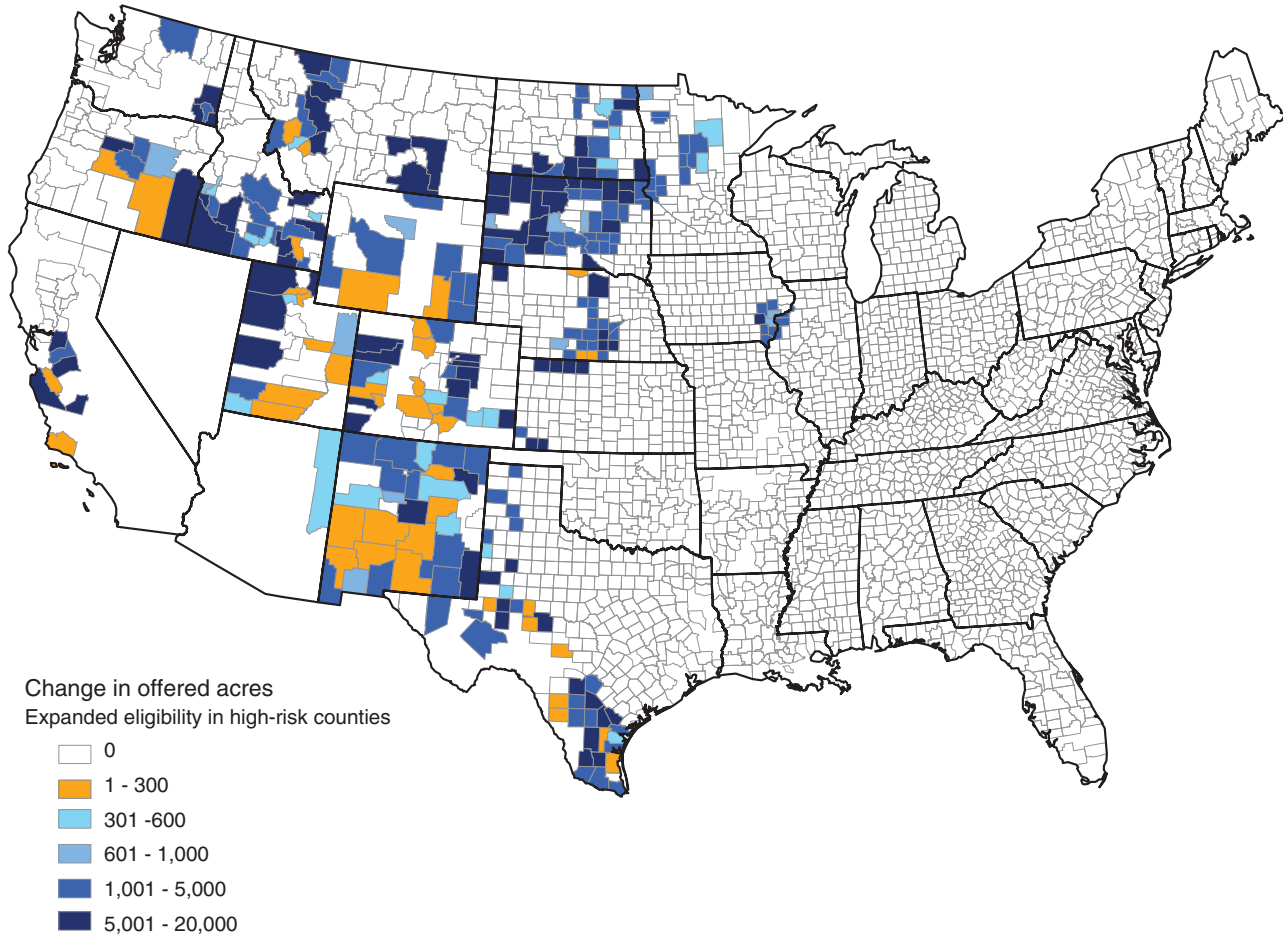 Change in offered acres
Expanded eligibility in high-risk counties
0
1 - 300
301 -600
601 - 1,000
1,001 - 5,000
5,001 - 20,000